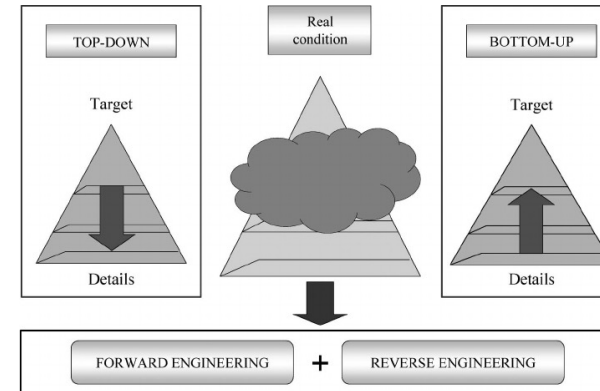 TOP-DOWN
Target
Details
Real
condition
BOTTOM-UP
Target
Details
FORWARD ENGINEERING + REVERSE ENGINEERING